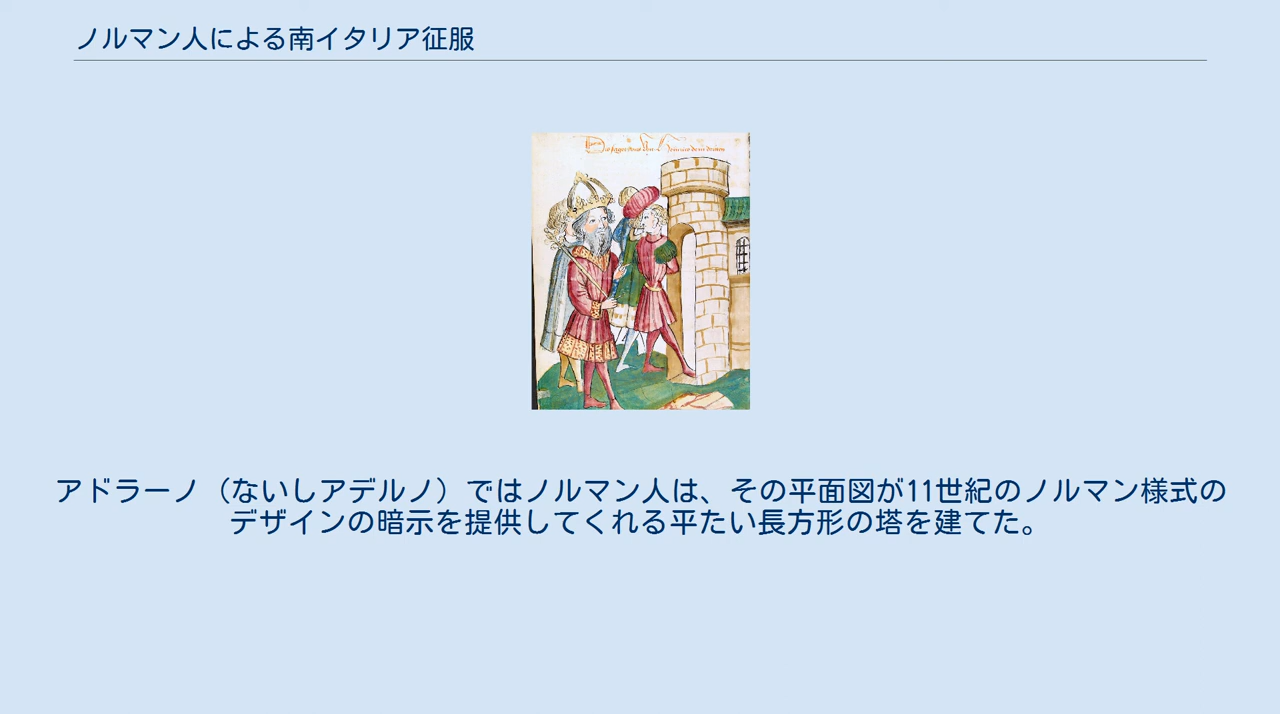 ノルマン人による南イタリア征服
アドラーノ（ないしアデルノ）ではノルマン人は、その平面図が11世紀のノルマン様式の
デザインの暗示を提供してくれる平たい長方形の塔を建てた。